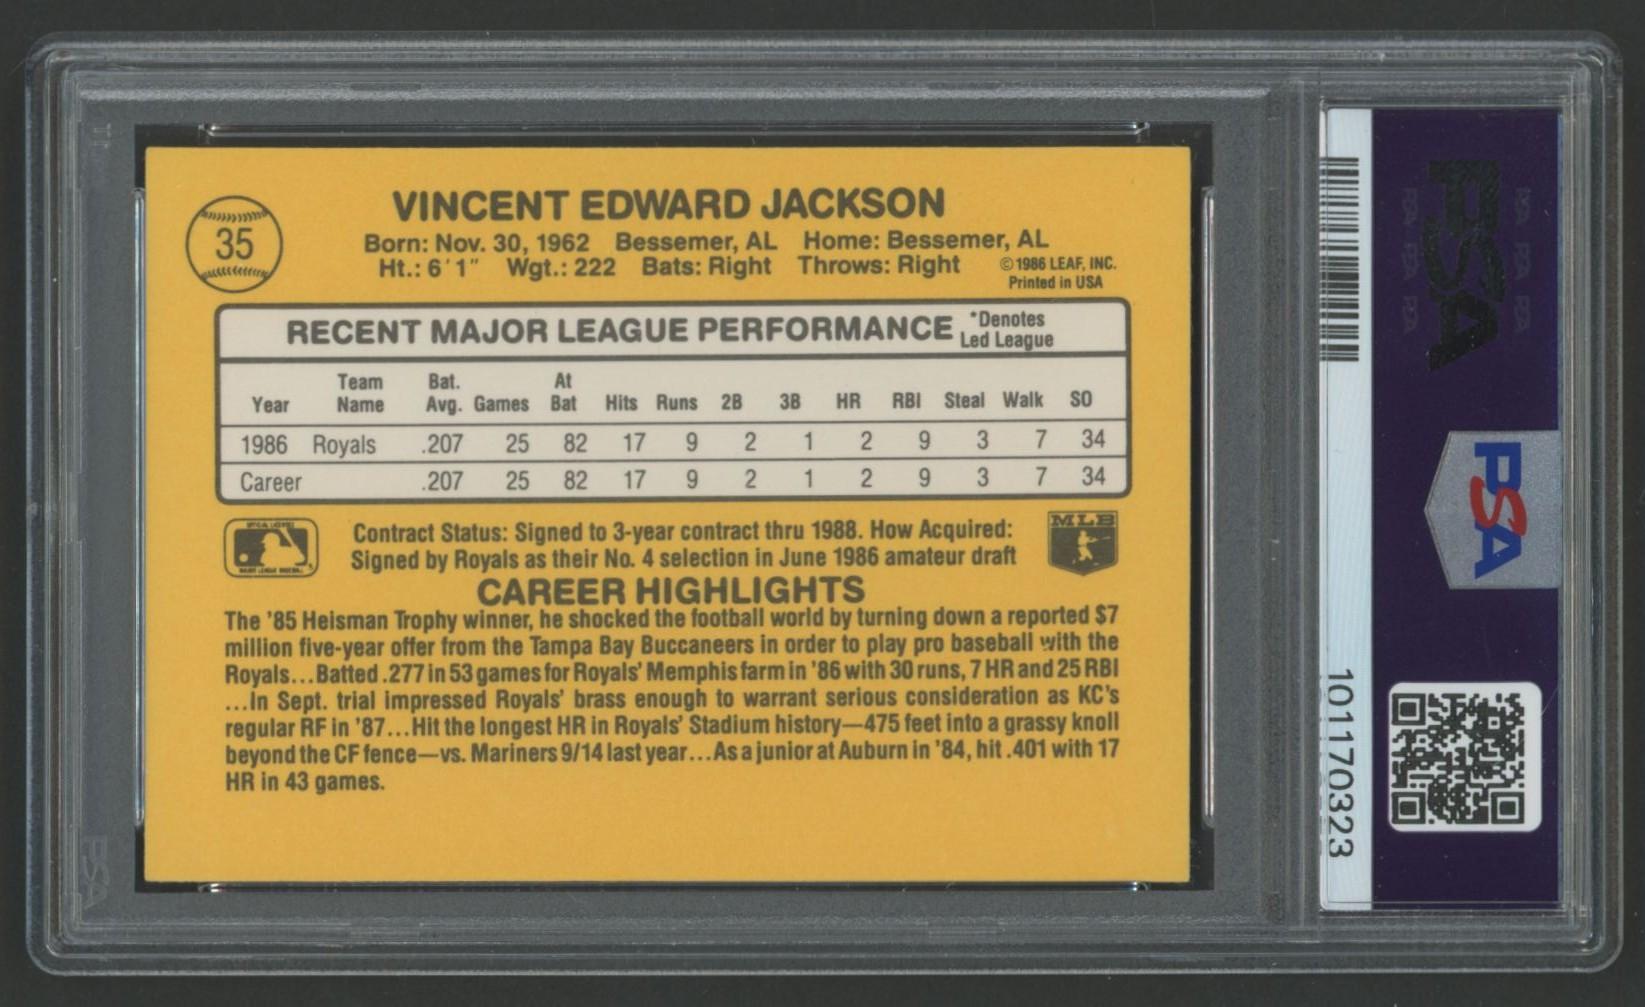 35
VINCENT EDWARD JACKSON
Born: Nov. 30, 1962 Bessemer, AL Home: Bessemer, AL
Ht.: 6'1" Wgt.: 222 Bats: Right Throws: Right
©1986 LEAF, INC.
Printed in USA
RECENT MAJOR LEAGUE PERFORMANCE *Denotes
Led League
Year Team Name Bat. Avg. Games At Bat Hits Runs 2B 3B HR RBI Steal Walk SO
1986 Royals .207 25 82 17 9 2 1 2 9 3 7 34
Career .207 25 82 17 9 2 1 2 9 3 7 34
Contract Status: Signed to 3-year contract thru 1988. How Acquired:
Signed by Royals as their No. 4 selection in June 1986 amateur draft
MLB
CAREER HIGHLIGHTS
The '85 Heisman Trophy winner, he shocked the football world by turning down a reported $7
million five-year offer from the Tampa Bay Buccaneers in order to play pro baseball with the
Royals...Batted .277 in 53 games for Royals' Memphis farm in '86 with 30 runs, 7 HR and 25 RBI
...In Sept. trial impressed Royals' brass enough to warrant serious consideration as KC's
regular RF in '87...Hit the longest HR in Royals' Stadium history—475 feet into a grassy knoll
beyond the CF fence—vs. Mariners 9/14 last year...As a junior at Auburn in '84, hit .401 with 17
HR in 43 games.
PSA
PSA
101170323
PSA